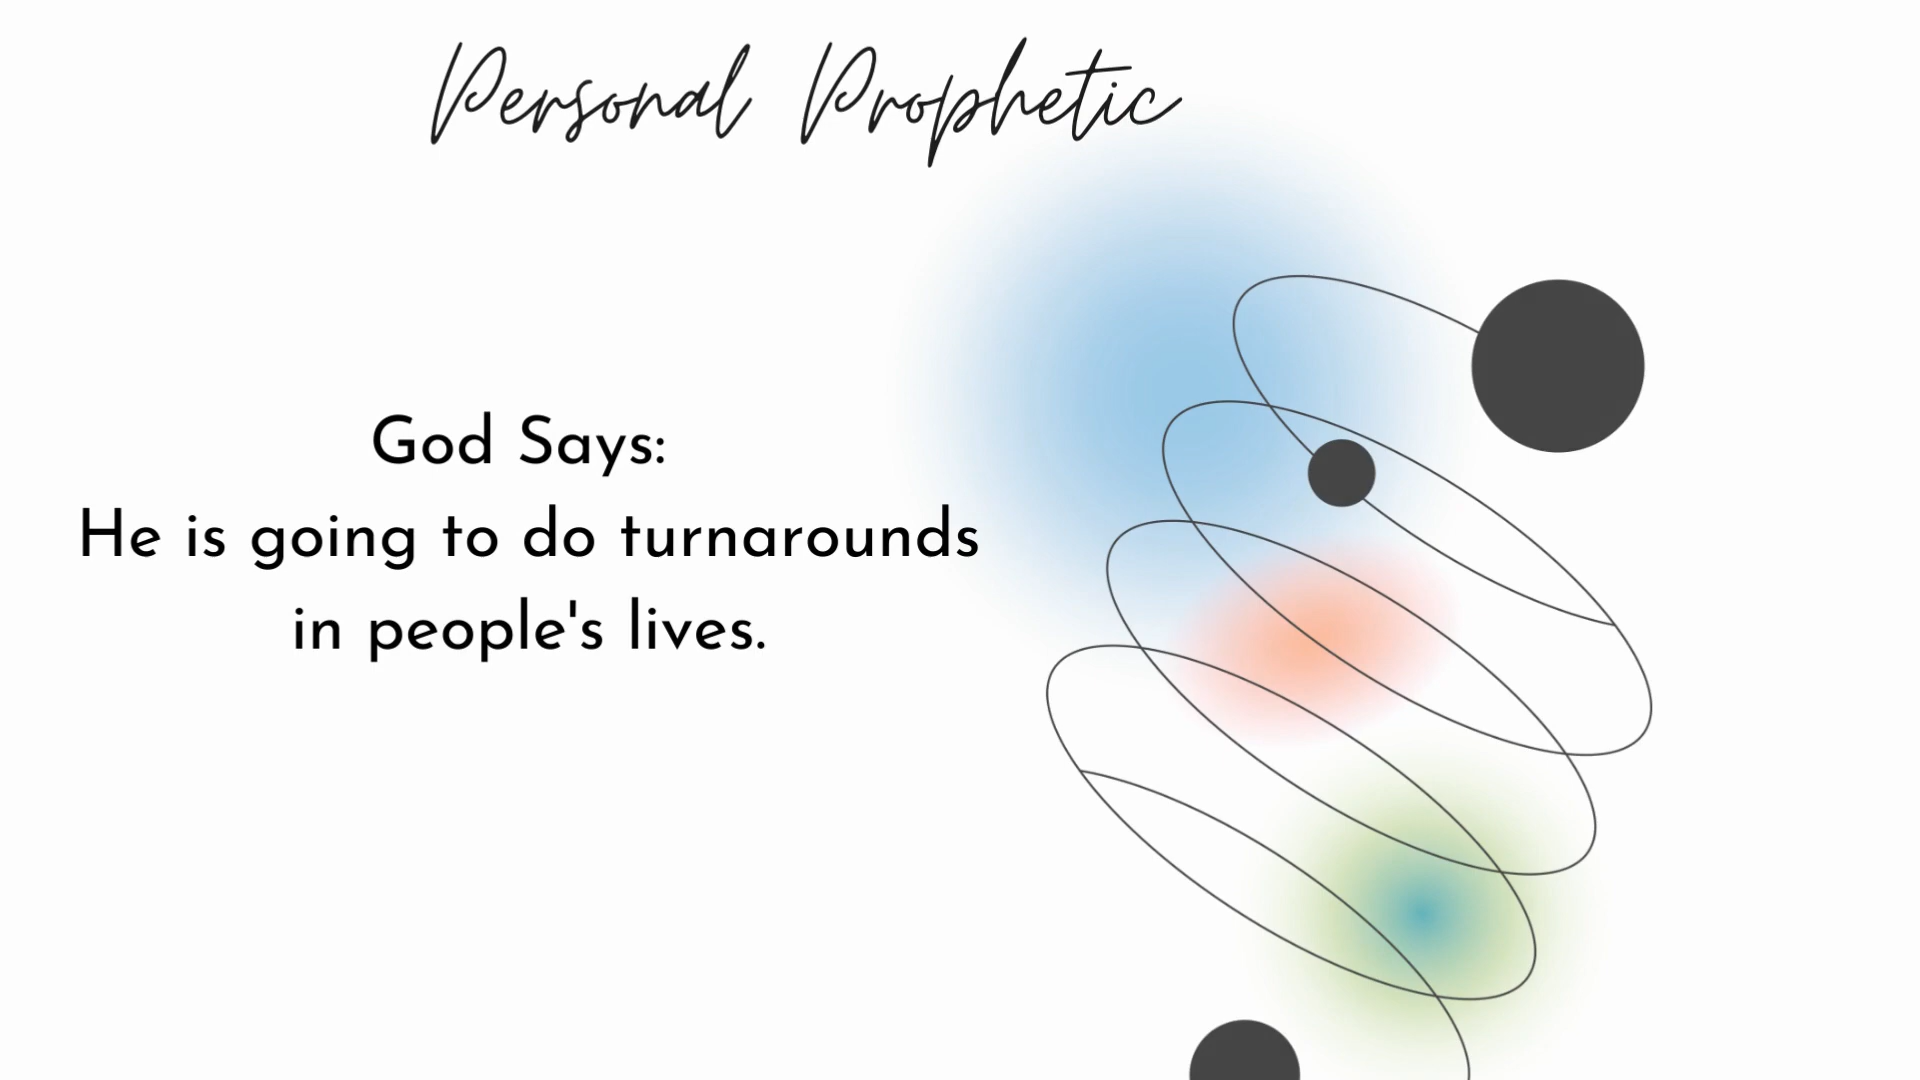 Personal Prophetic
God Says:
He is going to do turnarounds
in people's lives.